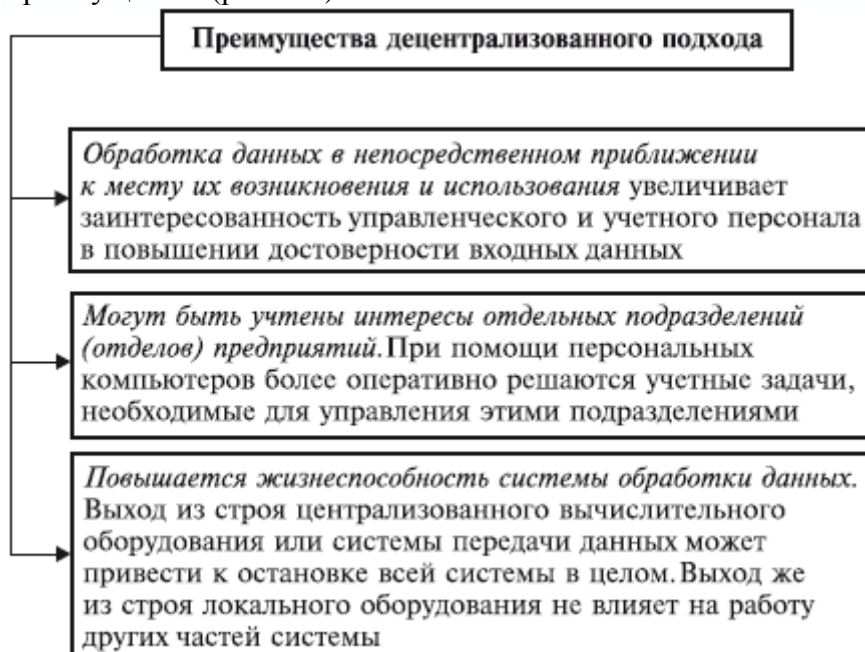 Преимущества децентрализованного подхода
Обработка данных в непосредственном приближении
к месту их возникновения и использования увеличивает
заинтересованность управленческого и учетного персонала
в повышении достоверности входных данных
Могут быть учтены интересы отдельных подразделений
(отделов) предприятий. При помощи персональных
компьютеров более оперативно решаются учетные задачи,
необходимые для управления этими подразделениями
Повышается жизнеспособность системы обработки данных.
Выход из строя централизованного вычислительного
оборудования или системы передачи данных может
привести к остановке всей системы в целом. Выход же
из строя локального оборудования не влияет на работу
других частей системы